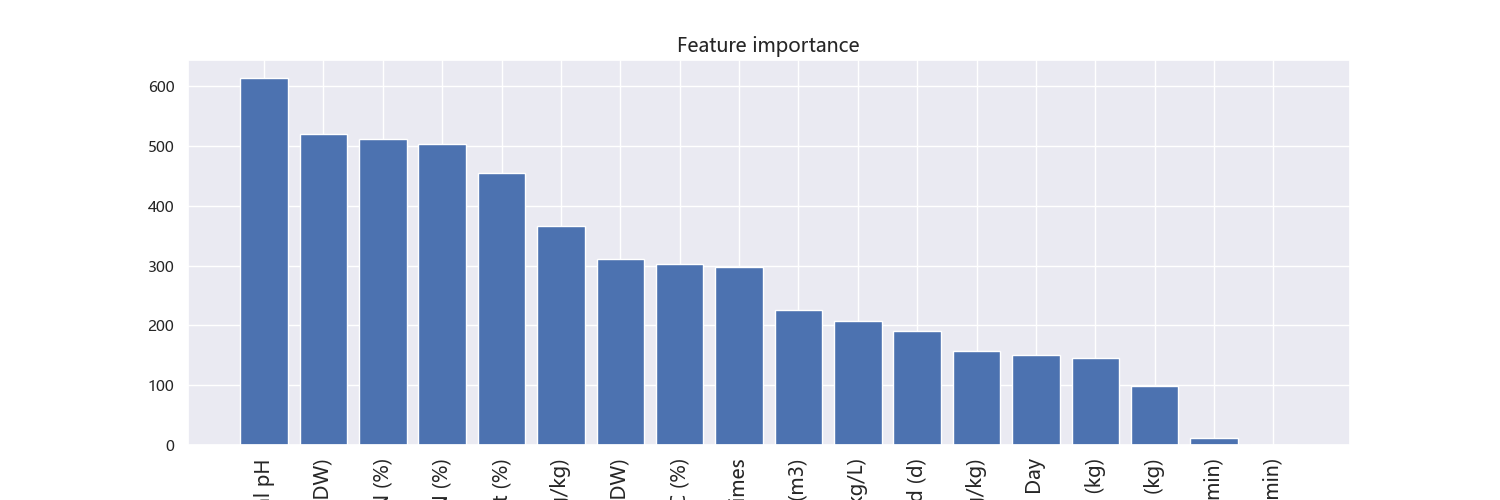 Feature importance
600
500
400
300
200
100
0
pH
DW)
(%)
(%)
(%)
/kg)
DW)
(%)
(m3)
kg/L)
(d)
/kg)
Day
(kg)
(kg)
min)
min)